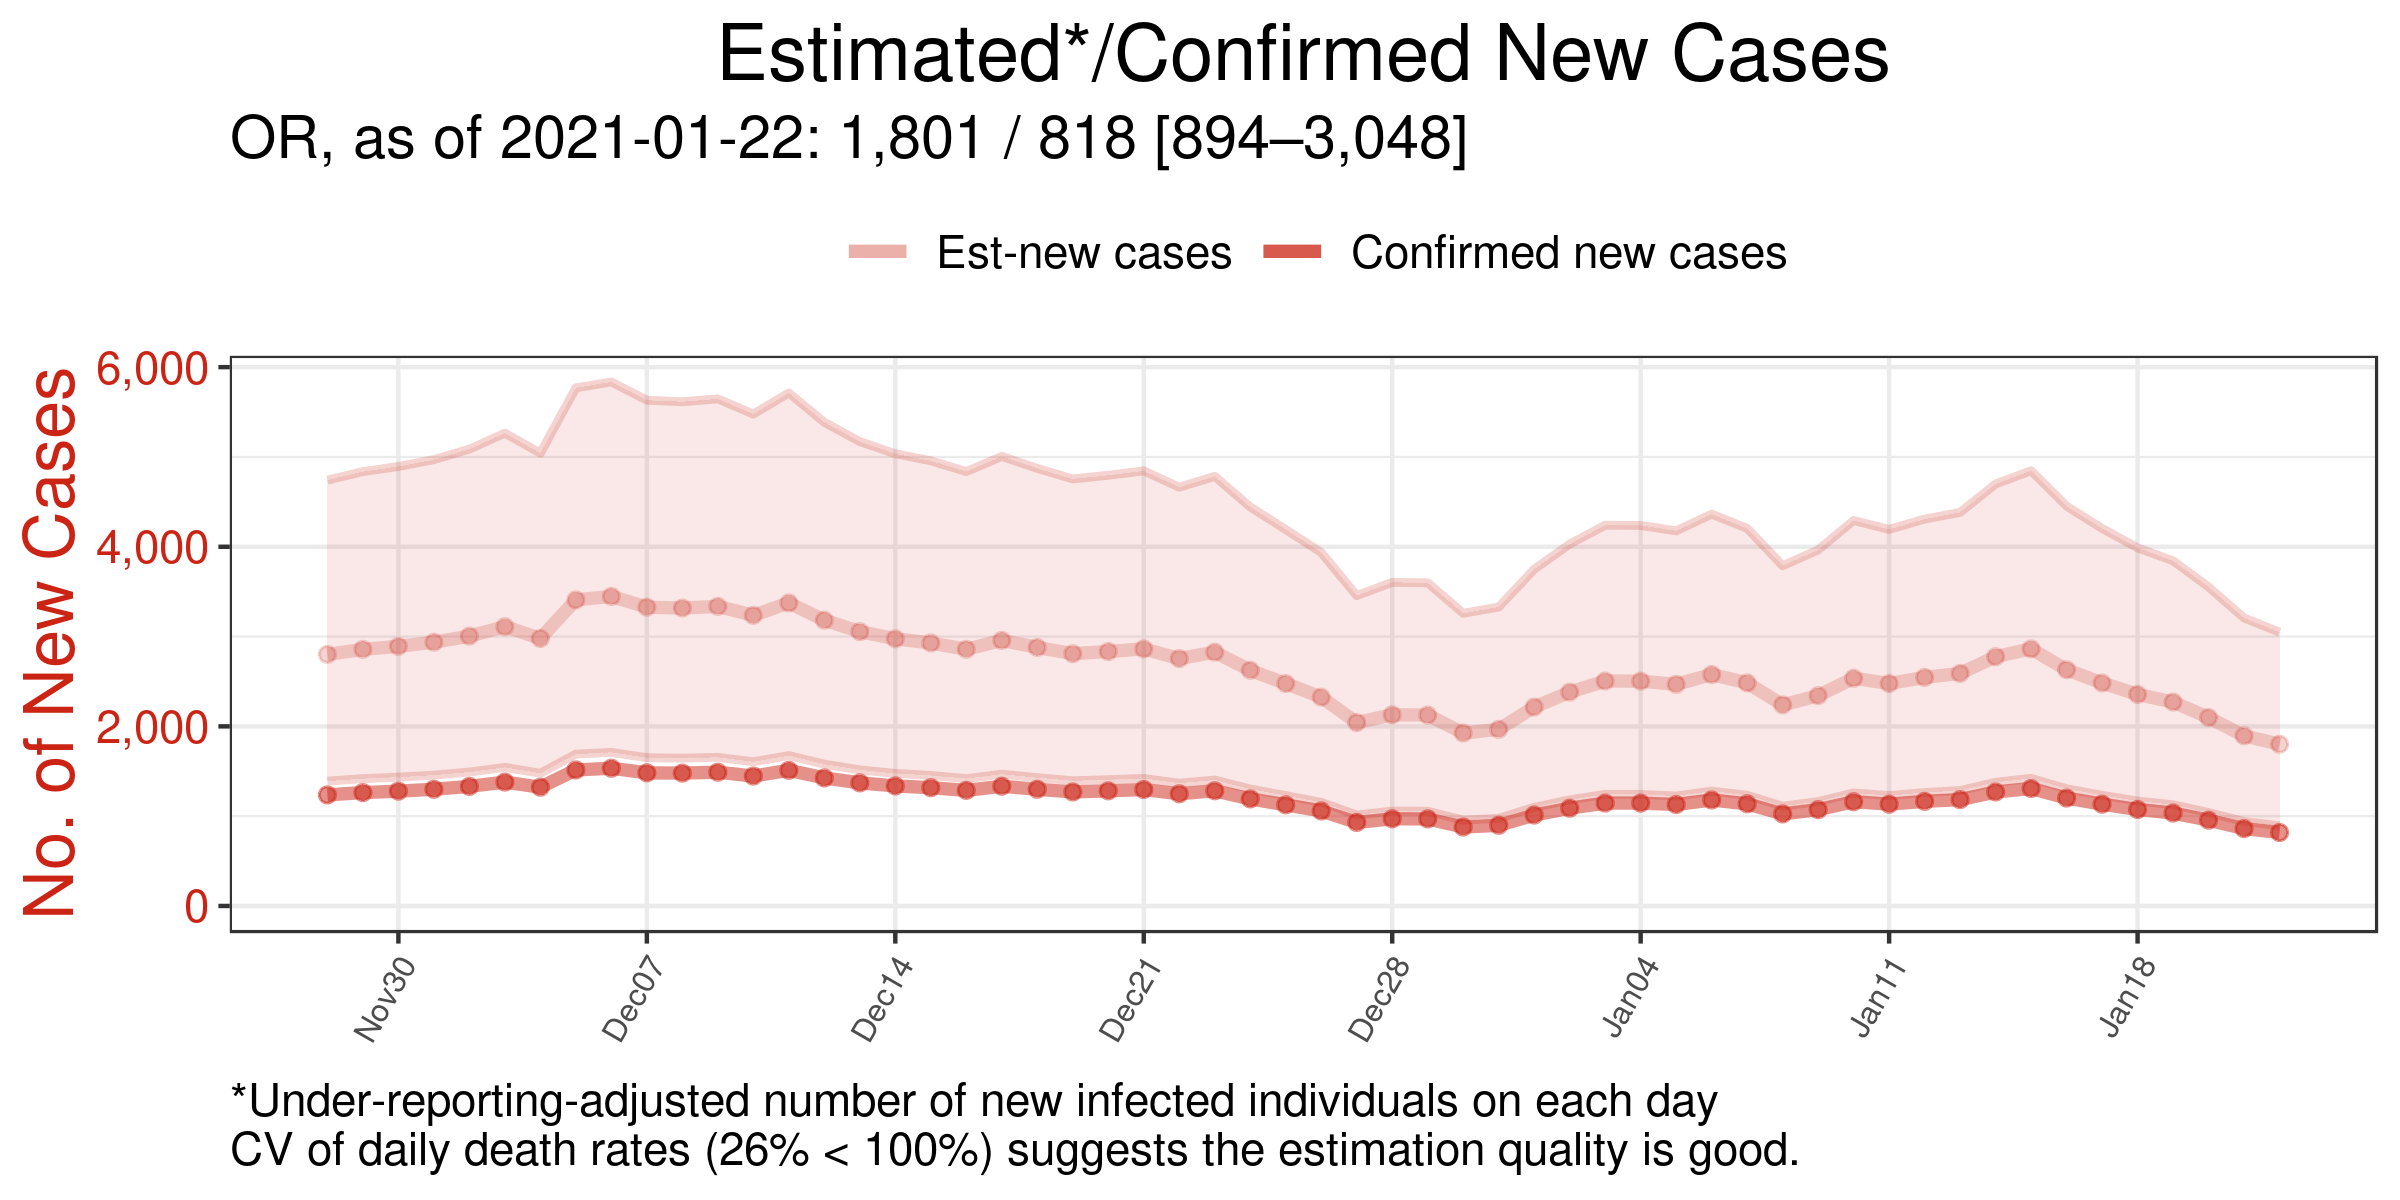 Estimated*/Confirmed New Cases
OR, as of 2021-01-22: 1,801 / 818 [894–3,048]
Est-new cases
Confirmed new cases
No. of New Cases
6,000
4,000
2,000
0
Nov30
Dec07
Dec14
Dec21
Dec28
Jan04
Jan11
Jan18
*Under-reporting-adjusted number of new infected individuals on each day
CV of daily death rates (26% < 100%) suggests the estimation quality is good.